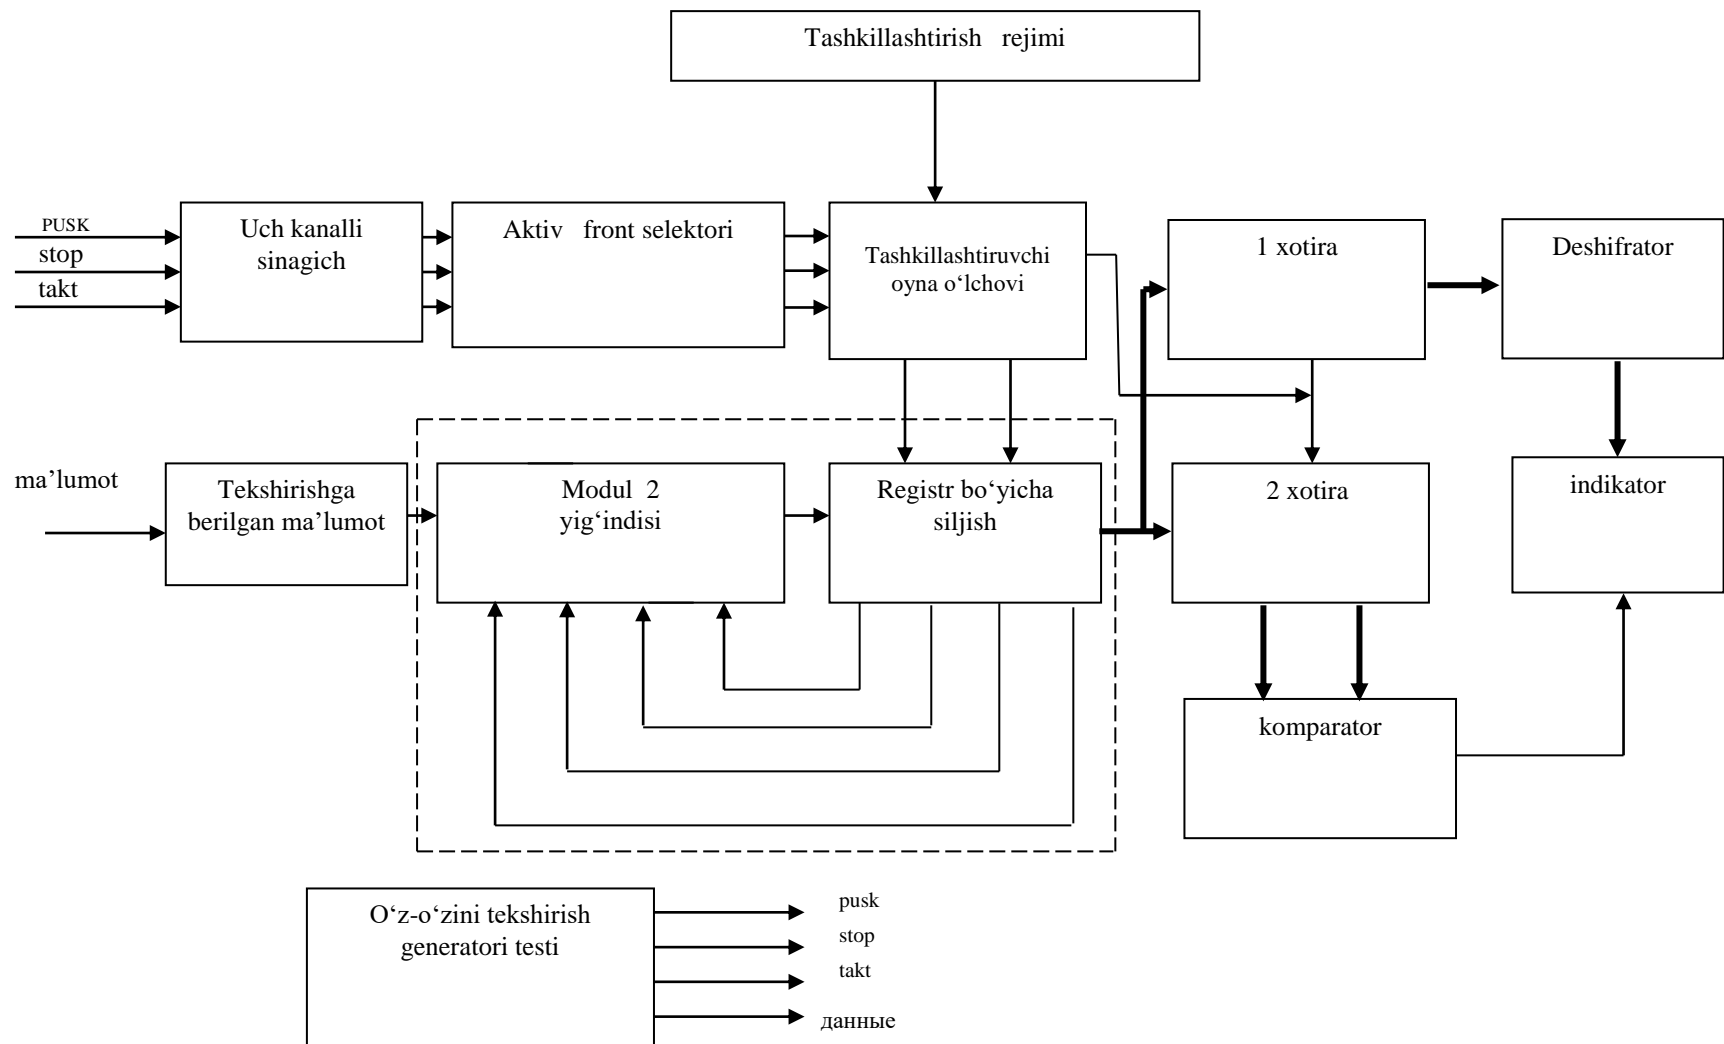 Tashkillashtirish rejimi
PUSK
stop
takt
Uch kanalli
sinagich
Aktiv front selektori
Tashkillashtiruvchi
oyna o‘lchovi
1 xotira
Deshifrator
ma’lumot
Tekshirishga
berilgan ma’lumot
Modul 2
yig‘indisi
Registr bo‘yicha
siljish
2 xotira
indikator
komparator
O‘z-o‘zini tekshirish
generatori testi
pusk
stop
takt
данные